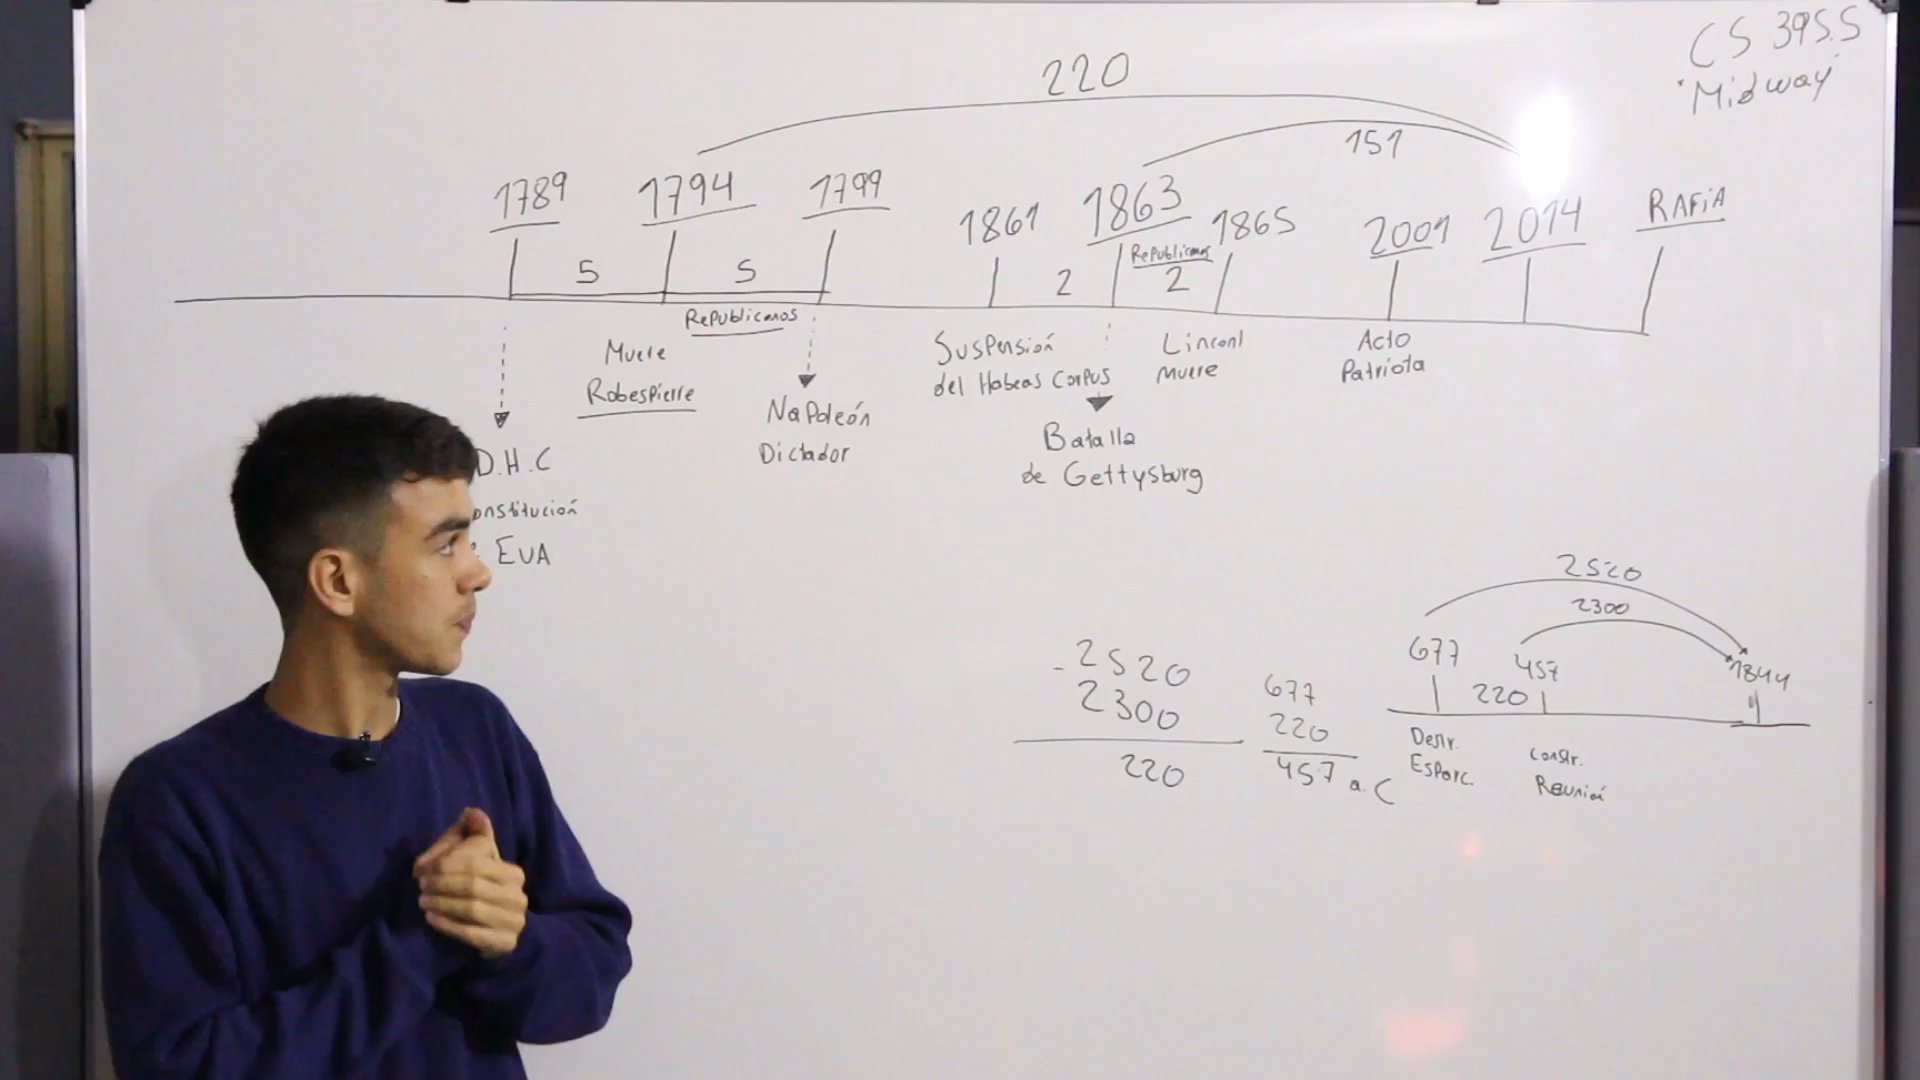 CS 395.5
"Midway"
220
151
1789
1794
1799
1861
1863
1865
2001
2014
RAFIA
5
5
2
Republicanos
2
Republicanos
Muere
Robespierre
Napoleón
Dictador
Suspensión
del Habeas Corpus
Linconl
muere
Acto
Patriota
Batalla
de Gettysburg
D.H.C
onstitución
EUA
2520
2300
677
457
1844
220
Destr.
Esparc.
Constr.
Reunión
- 2520
2300
220
677
220
457 a.C